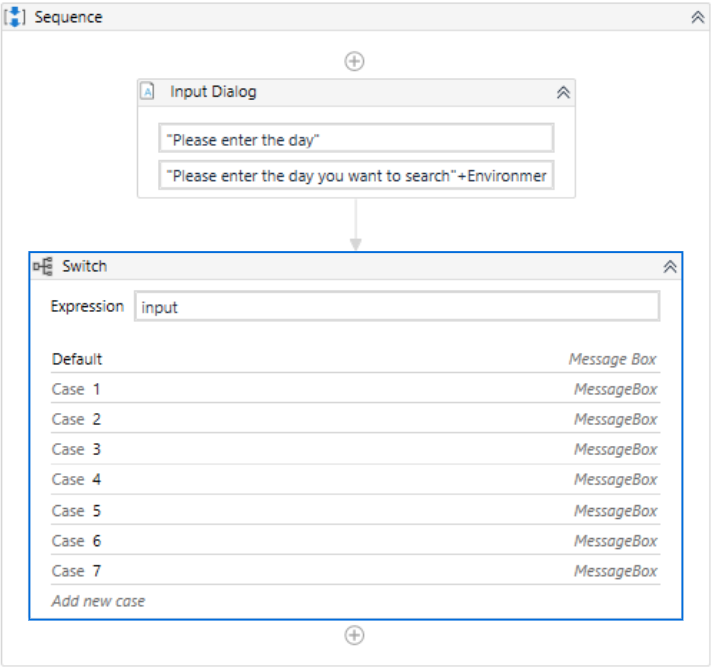 Sequence
Input Dialog
"Please enter the day"
"Please enter the day you want to search"+Environmer
Switch
Expression input
Default Message Box
Case 1 MessageBox
Case 2 MessageBox
Case 3 MessageBox
Case 4 MessageBox
Case 5 MessageBox
Case 6 MessageBox
Case 7 MessageBox
Add new case